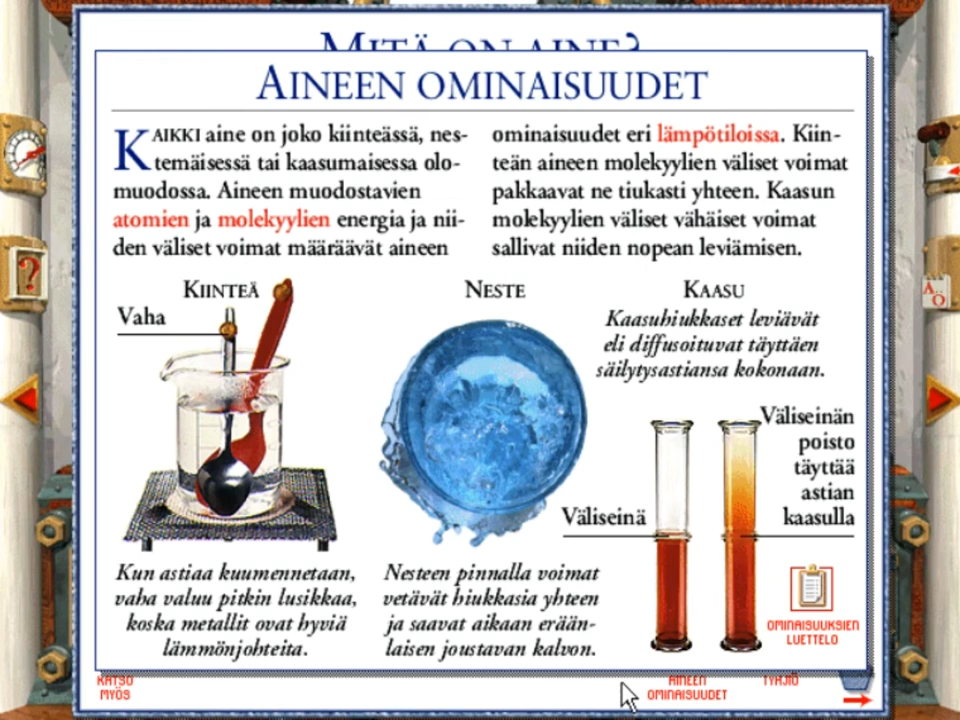 MITÄ ON AINE?
AINEEN OMINAISUUDET
KAIKKI aine on joko kiinteässä, nes-
temäisessä tai kaasumaisessa olo-
muodossa. Aineen muodostavien
atomien ja molekyylien energia ja nii-
den väliset voimat määräävät aineen
ominaisuudet eri lämpötiloissa. Kiin-
teän aineen molekyylien väliset voimat
pakkaavat ne tiukasti yhteen. Kaasun
molekyylien väliset vähäiset voimat
sallivat niiden nopean leviämisen.
KIINTEÄ
Vaha
Kun astiaa kuumennetaan,
vaha valuu pitkin lusikkaa,
koska metallit ovat hyviä
lämmönjohteita.
NESTE
Nesteen pinnalla voimat
vetävät hiukkasia yhteen
ja saavat aikaan erään-
laisen joustavan kalvon.
KAASU
Kaasuhiukkaset leviävät
eli diffusoituvat täyttäen
säilytysastiansa kokonaan.
Väliseinä
Väliseinän
poisto
täyttää
astian
kaasulla
OMINAISUUKSIEN
LUETTELO
KATSO
MYÖS
AINEEN
OMINAISUUDET
TYHJIÖ
?
A...
Ö